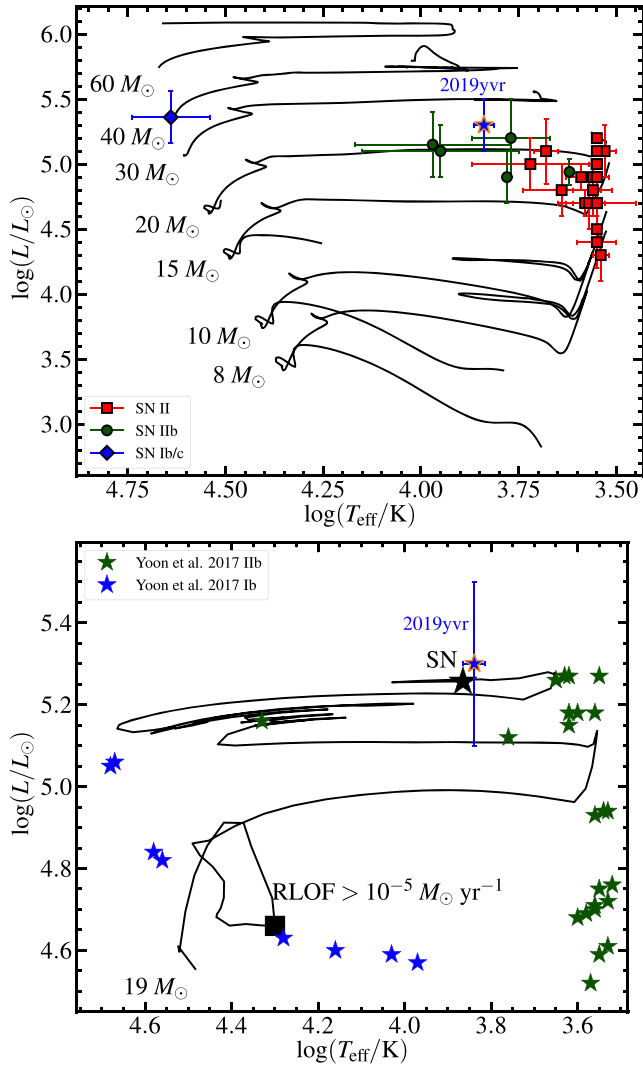 6.0
5.5
5.0
4.5
4.0
3.5
3.0
log(L/L⊙)
60 M⊙
40 M⊙
30 M⊙
20 M⊙
15 M⊙
10 M⊙
8 M⊙
2019yvr
SN II
SN IIb
SN Ib/c
4.75 4.50 4.25 4.00 3.75 3.50
log(Teff/K)
Yoon et al. 2017 IIb
Yoon et al. 2017 Ib
2019yvr
SN
5.4
5.2
5.0
4.8
4.6
log(L/L⊙)
RLOF > 10⁻⁵ M⊙ yr⁻¹
19 M⊙
4.6 4.4 4.2 4.0 3.8 3.6
log(Teff/K)